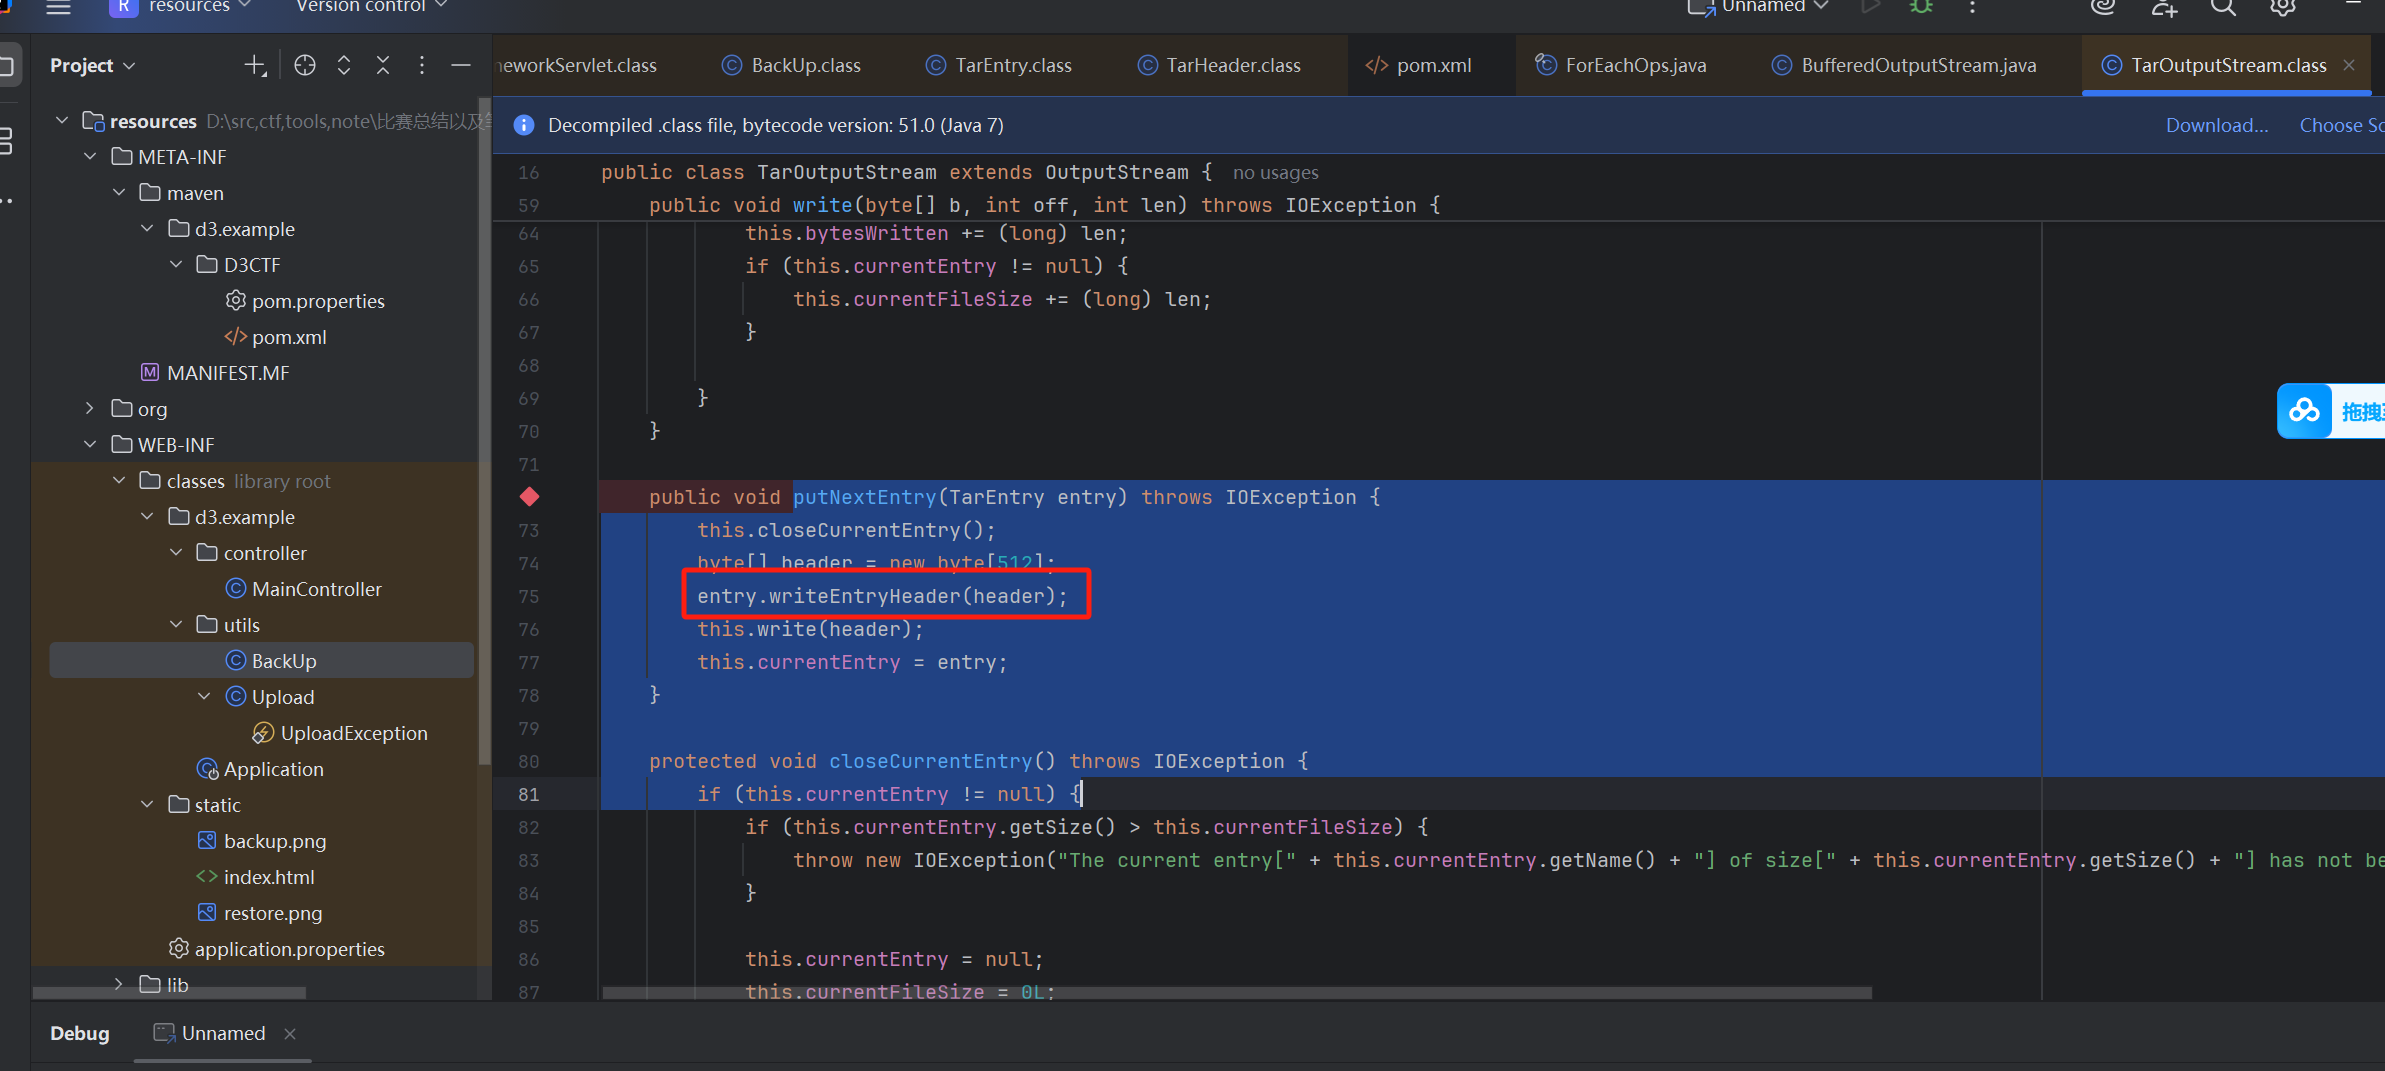 R resources Version control Unnamed
Project
neworkServlet.class BackUp.class TarEntry.class TarHeader.class pom.xml ForEachOps.java BufferedOutputStream.java TarOutputStream.class
Decompiled .class file, bytecode version: 51.0 (Java 7) Download... Choose So
resources D:\src,ctf,tools,note\比赛总结以及
META-INF
maven
d3.example
D3CTF
pom.properties
pom.xml
MANIFEST.MF
org
WEB-INF
classes library root
d3.example
controller
MainController
utils
BackUp
Upload
UploadException
Application
static
backup.png
index.html
restore.png
application.properties
lib
16 public class TarOutputStream extends OutputStream { no usages
59 public void write(byte[] b, int off, int len) throws IOException {
64 this.bytesWritten += (long) len;
65 if (this.currentEntry != null) {
66 this.currentFileSize += (long) len;
67 }
68
69 }
70 }
71
public void putNextEntry(TarEntry entry) throws IOException {
73 this.closeCurrentEntry();
74 byte[] header = new byte[512];
75 entry.writeEntryHeader(header);
76 this.write(header);
77 this.currentEntry = entry;
78 }
79
80 protected void closeCurrentEntry() throws IOException {
81 if (this.currentEntry != null) {
82 if (this.currentEntry.getSize() > this.currentFileSize) {
83 throw new IOException("The current entry[" + this.currentEntry.getName() + "] of size[" + this.currentEntry.getSize() + "] has not be
84 }
85
86 this.currentEntry = null;
87 this.currentFileSize = 0L;
拖拽
Debug Unnamed